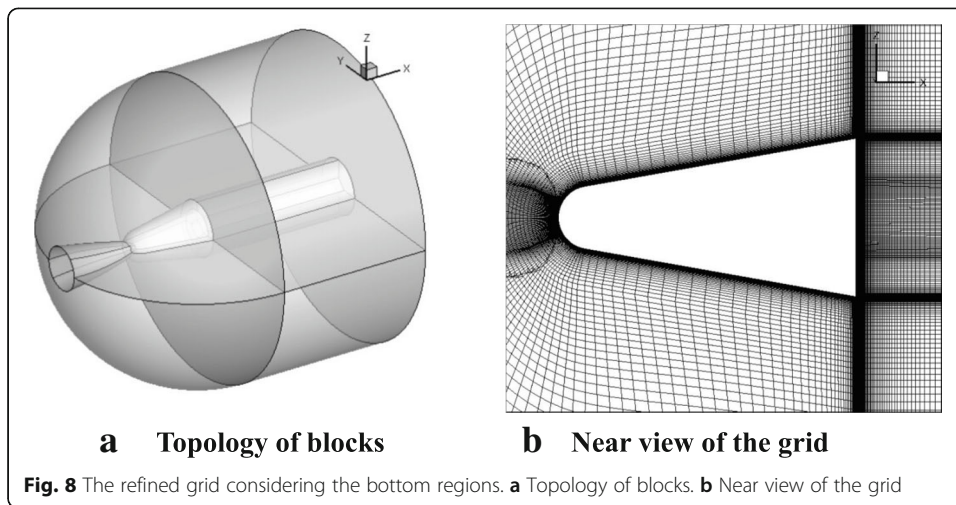 Z
Y
X
Z
X
a Topology of blocks
b Near view of the grid
Fig. 8 The refined grid considering the bottom regions. a Topology of blocks. b Near view of the grid